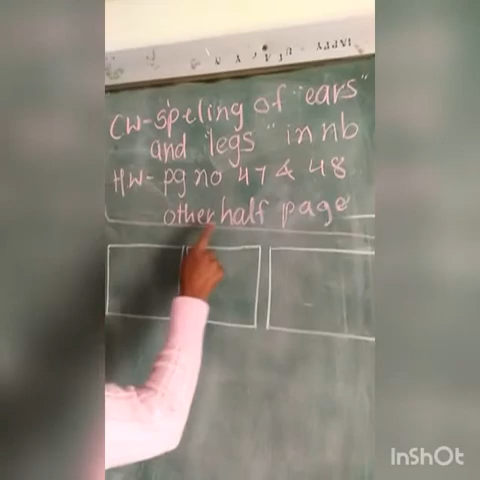 CW-Speling of "ears"
and "legs" in nb
HW- pg no 47 & 48
other half page
InShOt